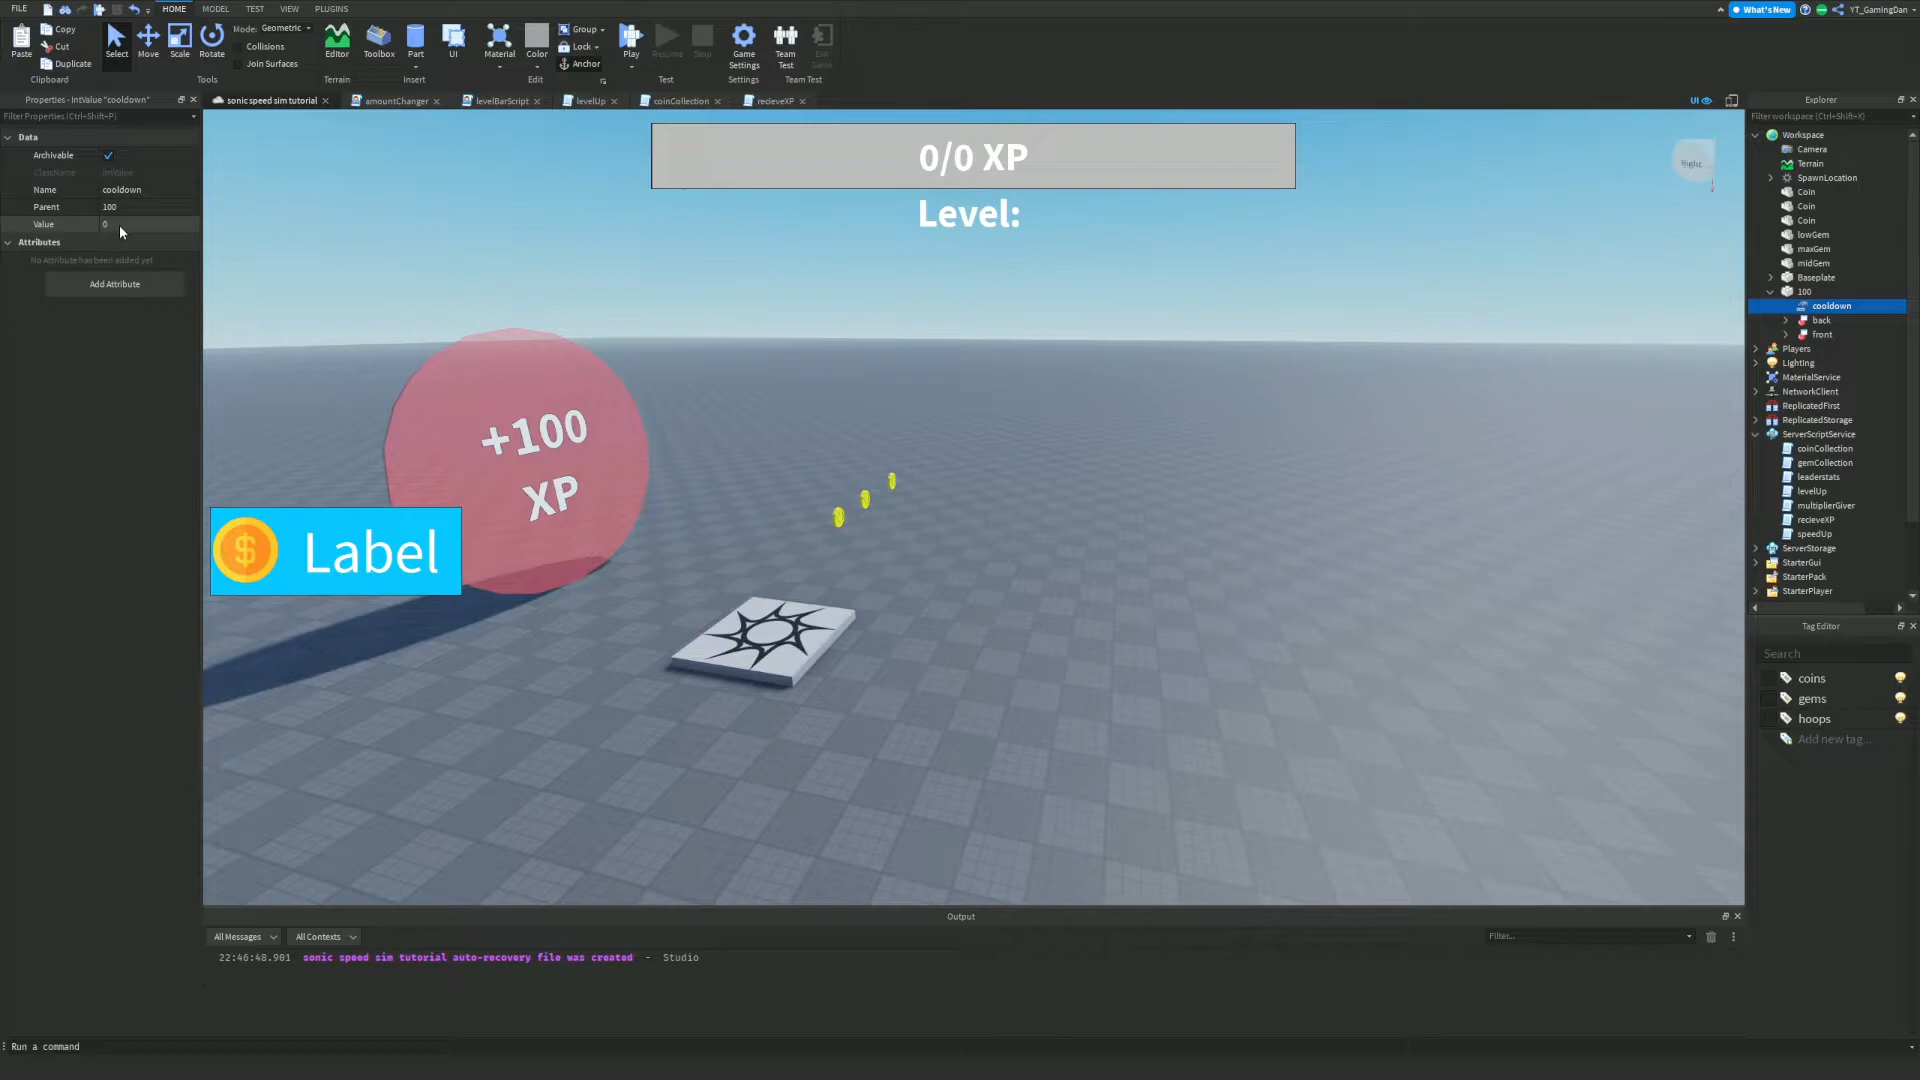 FILE
HOME
MODEL
TEST
VIEW
PLUGINS
What's New
YT_GamingDan
Paste
Copy
Cut
Duplicate
Clipboard
Select
Move
Scale
Rotate
Mode: Geometric
Collisions
Join Surfaces
Tools
Editor
Terrain
Toolbox
Part
UI
Insert
Material
Color
Group
Lock
Anchor
Edit
Play
Resume
Stop
Test
Game
Settings
Settings
Team
Test
Exit
Game
Team Test
Properties - IntValue "cooldown"
Filter Properties (Ctrl+Shift+P)
Data
Archivable
ClassName IntValue
Name cooldown
Parent 100
Value 0
Attributes
No Attribute has been added yet
Add Attribute
sonic speed sim tutorial
amountChanger
levelBarScript
levelUp
coinCollection
recieveXP
UI
0/0 XP
Level:
Right
+100
XP
$
Label
Explorer
Filter workspace (Ctrl+Shift+X)
Workspace
Camera
Terrain
SpawnLocation
Coin
Coin
Coin
lowGem
maxGem
midGem
Baseplate
100
cooldown
back
front
Players
Lighting
MaterialService
NetworkClient
ReplicatedFirst
ReplicatedStorage
ServerScriptService
coinCollection
gemCollection
leaderstats
levelUp
multiplierGiver
recieveXP
speedUp
ServerStorage
StarterGui
StarterPack
StarterPlayer
Tag Editor
Search
coins
gems
hoops
Add new tag...
Output
All Messages
All Contexts
Filter...
22:46:48.901 sonic speed sim tutorial auto-recovery file was created - Studio
Run a command